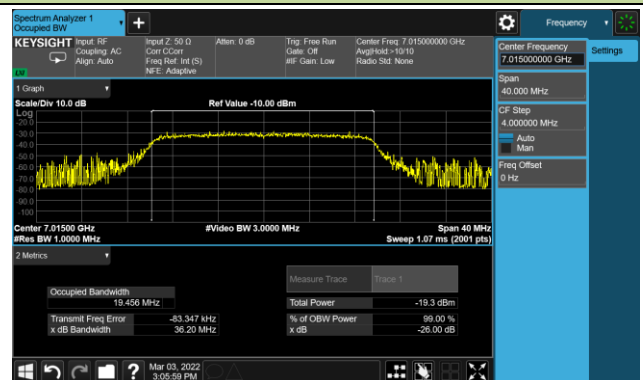 Spectrum Analyzer 1
Occupied BW
+
Frequency
KEYSIGHT
Input: RF
Coupling: AC
Align: Auto
Input Z: 50 Ω
Corr CCorr
Freq Ref: Int (S)
NFE: Adaptive
Atten: 0 dB
Trig: Free Run
Gate: Off
#IF Gain: Low
Center Freq: 7.015000000 GHz
Avg|Hold:>10/10
Radio Std: None
Center Frequency
7.015000000 GHz
Settings
Span
40.000 MHz
CF Step
4.000000 MHz
Auto
Man
Freq Offset
0 Hz
1 Graph
Scale/Div 10.0 dB
Ref Value -10.00 dBm
Log
-20.0
-30.0
-40.0
-50.0
-60.0
-70.0
-80.0
-90.0
-100
Center 7.01500 GHz
#Video BW 3.0000 MHz
Span 40 MHz
#Res BW 1.0000 MHz
Sweep 1.07 ms (2001 pts)
2 Metrics
Measure Trace
Trace 1
Occupied Bandwidth
19.456 MHz
Total Power
-19.3 dBm
Transmit Freq Error
-83.347 kHz
% of OBW Power
99.00 %
x dB Bandwidth
36.20 MHz
x dB
-26.00 dB
?
Mar 03, 2022
3:05:59 PM